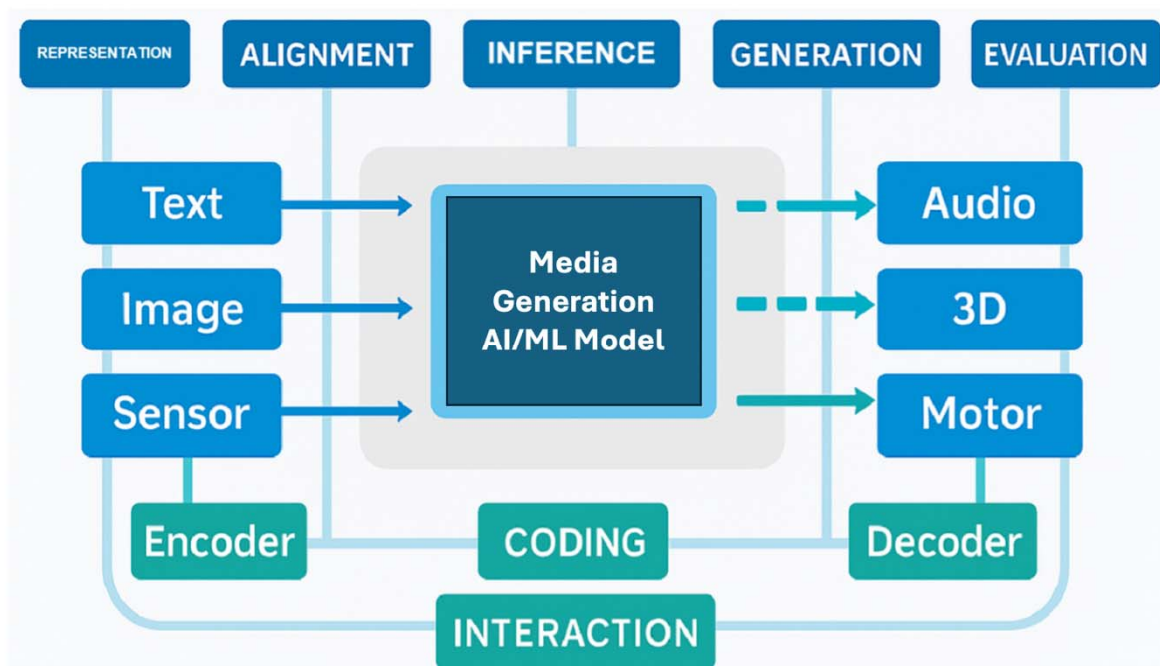 REPRESENTATION
ALIGNMENT
INFERENCE
GENERATION
EVALUATION
Text
Image
Sensor
Media
Generation
AI/ML Model
Audio
3D
Motor
Encoder
CODING
Decoder
INTERACTION